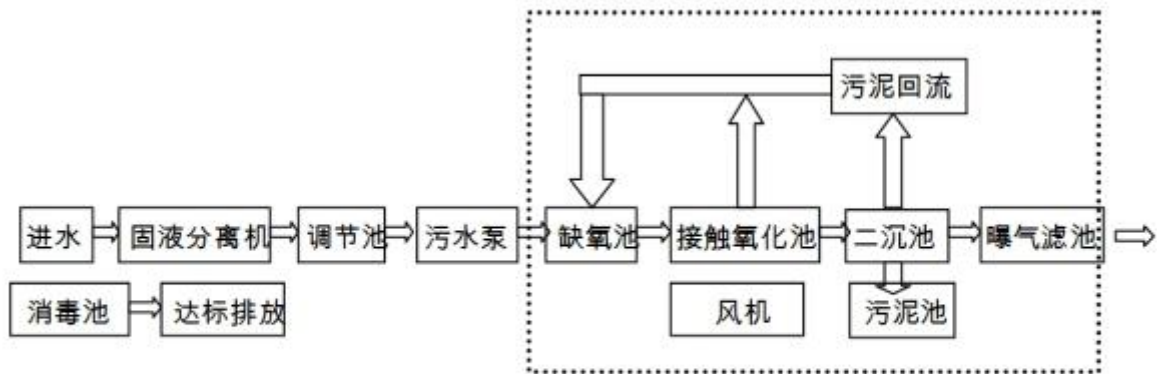 污泥回流
进水
固液分离机
调节池
污水泵
缺氧池
接触氧化池
二沉池
曝气滤池
消毒池
达标排放
风机
污泥池